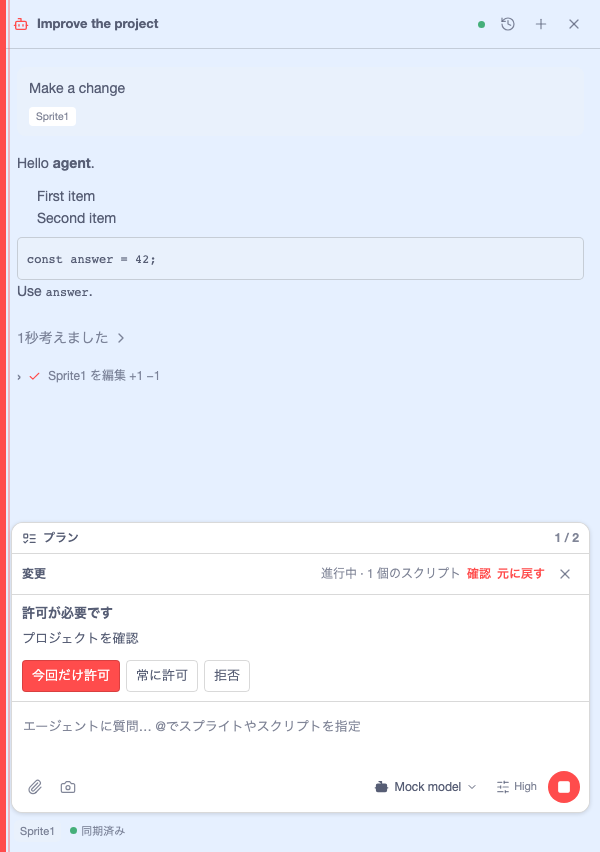 Improve the project
Make a change
Sprite1
Hello agent.
First item
Second item
const answer = 42;
Use answer.
1秒考えました
Sprite1 を編集 +1 −1
プラン 1 / 2
変更 進行中 · 1 個のスクリプト 確認 元に戻す
許可が必要です
プロジェクトを確認
今回だけ許可 常に許可 拒否
エージェントに質問... @でスプライトやスクリプトを指定
Mock model High
Sprite1 同期済み